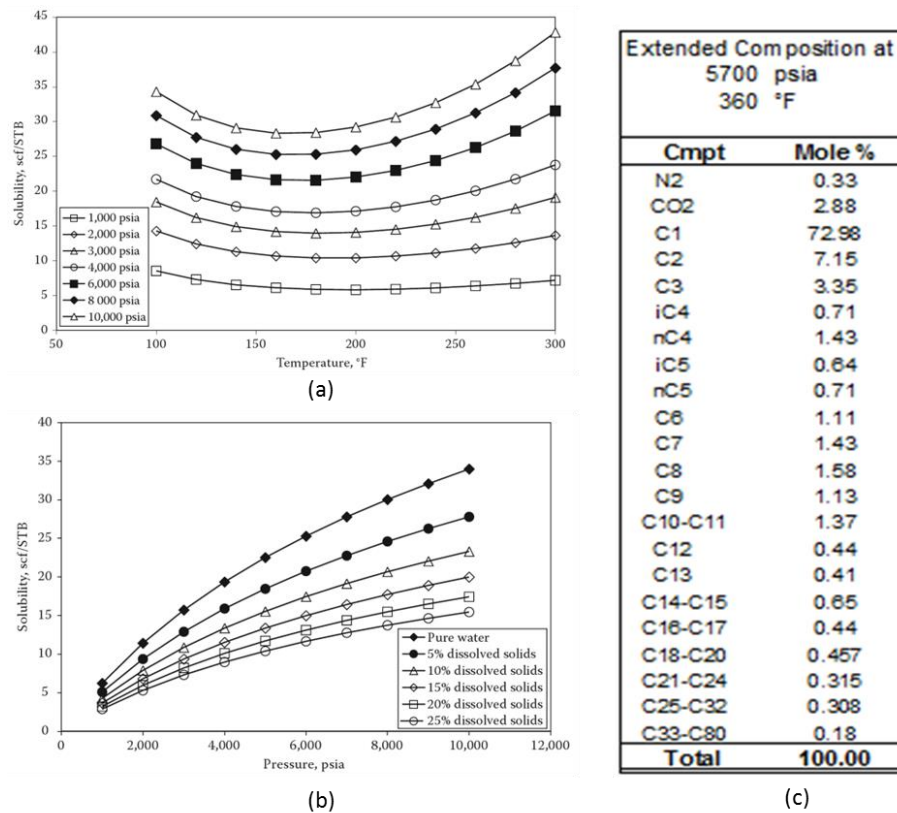 45
40
35
30
25
20
15
10
5
0
Solubility, scf/STB
1,000 psia
2,000 psia
3,000 psia
4,000 psia
6,000 psia
8 000 psia
10,000 psia
50 100 150 200 250 300
Temperature, °F
(a)
40
35
30
25
20
15
10
5
0
Solubility, scf/STB
Pure water
5% dissolved solids
10% dissolved solids
15% dissolved solids
20% dissolved solids
25% dissolved solids
0 2,000 4,000 6,000 8,000 10,000 12,000
Pressure, psia
(b)
Extended Composition at
5700 psia
360 °F
Cmpt Mole %
N2 0.33
CO2 2.88
C1 72.98
C2 7.15
C3 3.35
iC4 0.71
nC4 1.43
iC5 0.64
nC5 0.71
C6 1.11
C7 1.43
C8 1.58
C9 1.13
C10-C11 1.37
C12 0.44
C13 0.41
C14-C15 0.65
C16-C17 0.44
C18-C20 0.457
C21-C24 0.315
C25-C32 0.308
C33-C80 0.18
Total 100.00
(c)